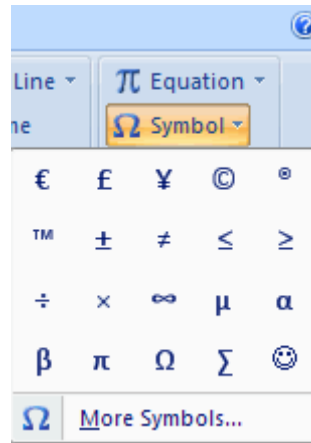 Line π Equation
ne Ω Symbol
€ £ ¥ © ®
™ ± ≠ ≤ ≥
÷ × ∞ µ α
β π Ω ∑ ☺
Ω More Symbols...